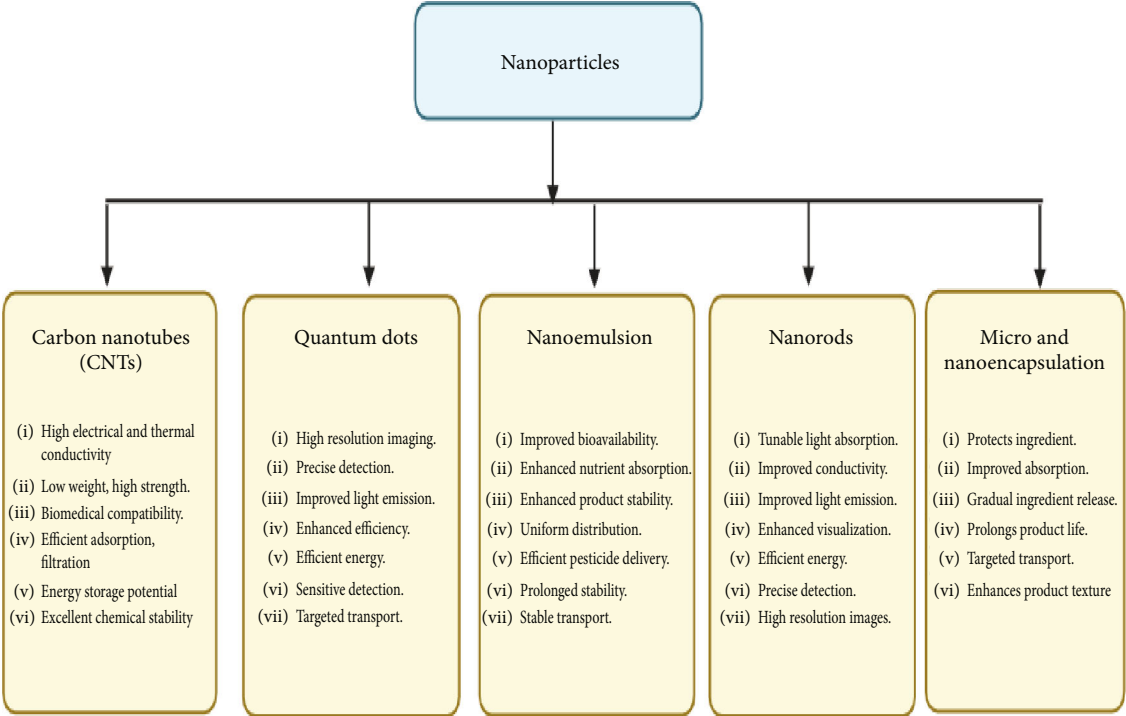 Nanoparticles
Carbon nanotubes
(CNTs)
(i) High electrical and thermal
conductivity
(ii) Low weight, high strength.
(iii) Biomedical compatibility.
(iv) Efficient adsorption,
filtration
(v) Energy storage potential
(vi) Excellent chemical stability
Quantum dots
(i) High resolution imaging.
(ii) Precise detection.
(iii) Improved light emission.
(iv) Enhanced efficiency.
(v) Efficient energy.
(vi) Sensitive detection.
(vii) Targeted transport.
Nanoemulsion
(i) Improved bioavailability.
(ii) Enhanced nutrient absorption.
(iii) Enhanced product stability.
(iv) Uniform distribution.
(v) Efficient pesticide delivery.
(vi) Prolonged stability.
(vii) Stable transport.
Nanorods
(i) Tunable light absorption.
(ii) Improved conductivity.
(iii) Improved light emission.
(iv) Enhanced visualization.
(v) Efficient energy.
(vi) Precise detection.
(vii) High resolution images.
Micro and
nanoencapsulation
(i) Protects ingredient.
(ii) Improved absorption.
(iii) Gradual ingredient release.
(iv) Prolongs product life.
(v) Targeted transport.
(vi) Enhances product texture